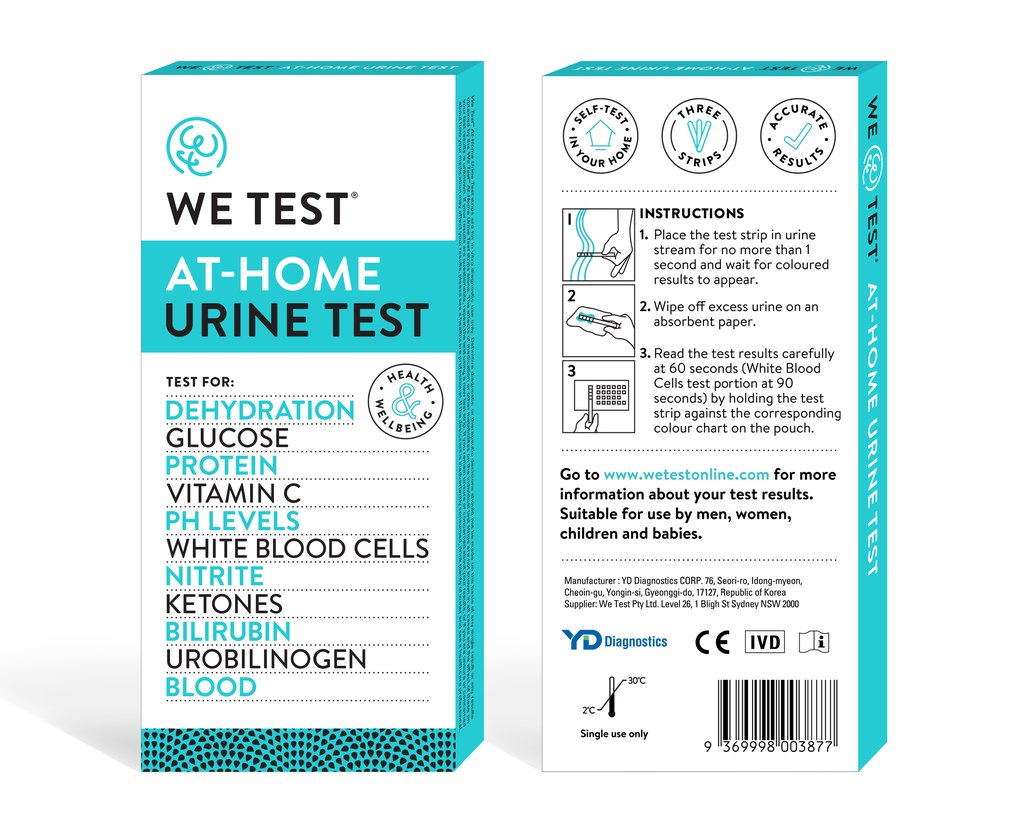 WE TEST AT-HOME URINE TEST
WE TEST®
AT-HOME
URINE TEST
TEST FOR:
HEALTH & WELLBEING
DEHYDRATION
GLUCOSE
PROTEIN
VITAMIN C
PH LEVELS
WHITE BLOOD CELLS
NITRITE
KETONES
BILIRUBIN
UROBILINOGEN
BLOOD
WE TEST AT-HOME URINE TEST
SELF-TEST IN YOUR HOME
THREE STRIPS
ACCURATE RESULTS
INSTRUCTIONS
1
1. Place the test strip in urine
stream for no more than 1
second and wait for coloured
results to appear.
2
2. Wipe off excess urine on an
absorbent paper.
3
3. Read the test results carefully
at 60 seconds (White Blood
Cells test portion at 90
seconds) by holding the test
strip against the corresponding
colour chart on the pouch.
Go to www.wetestonline.com for more
information about your test results.
Suitable for use by men, women,
children and babies.
Manufacturer : YD Diagnostics CORP. 76, Seori-ro, Idong-myeon,
Cheoin-gu, Yongin-si, Gyeonggi-do, 17127, Republic of Korea
Supplier: We Test Pty Ltd. Level 26, 1 Bligh St Sydney NSW 2000
YD Diagnostics
CE
IVD
i
30°C
2°C
Single use only
9 369998 003877
WE TEST® AT-HOME URINE TEST